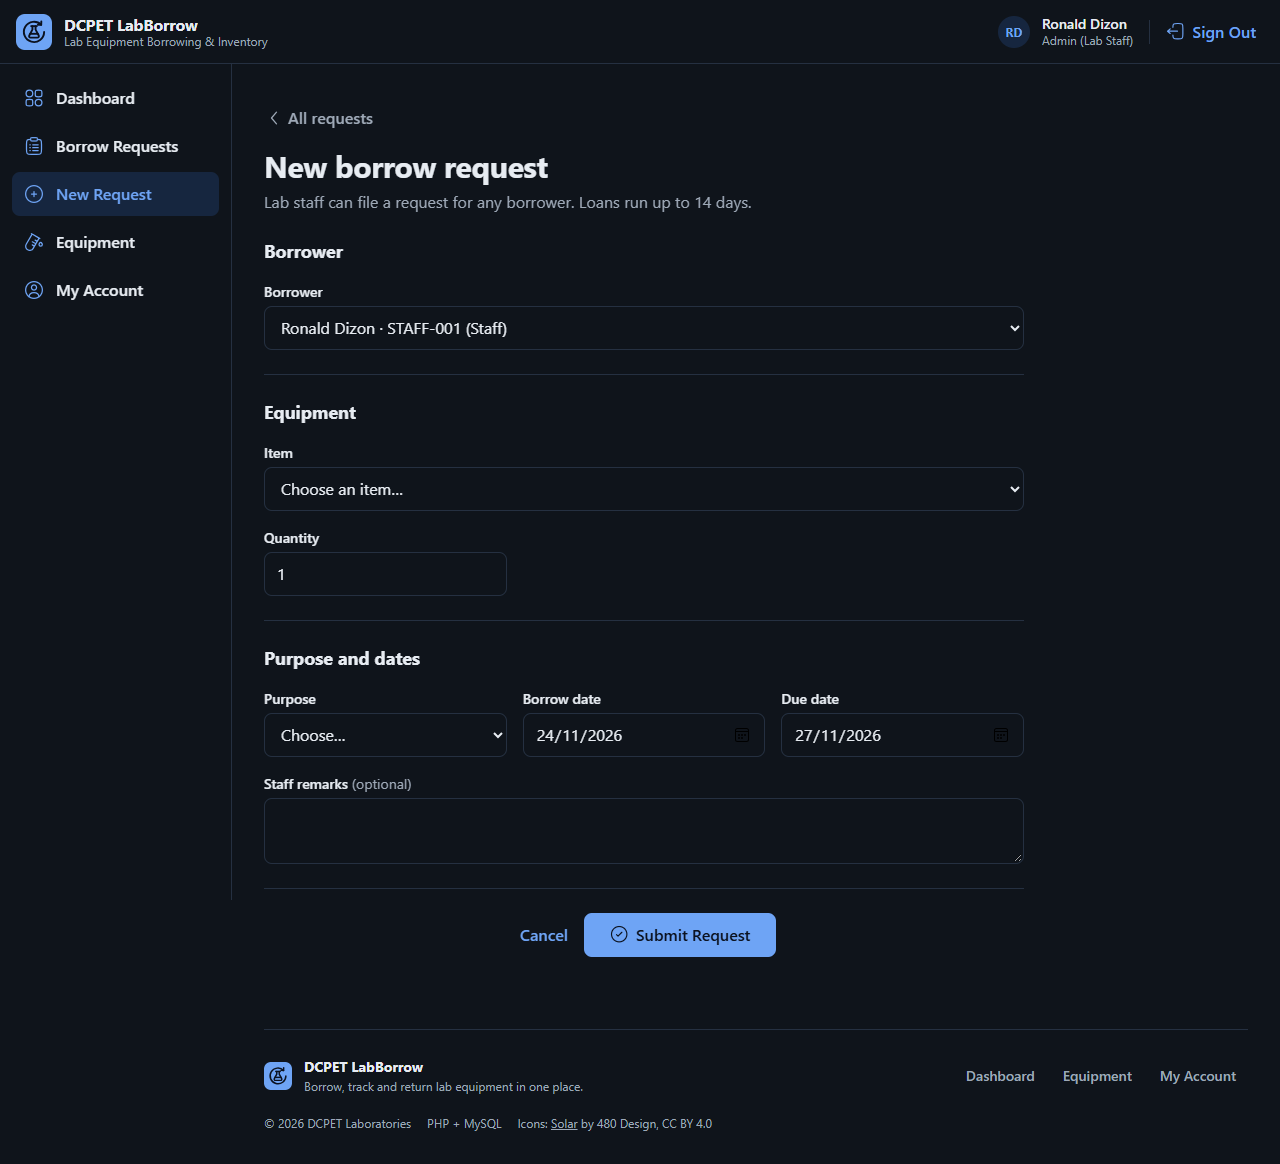 DCPET LabBorrow
Lab Equipment Borrowing & Inventory
RD
Ronald Dizon
Admin (Lab Staff)
Sign Out
Dashboard
Borrow Requests
New Request
Equipment
My Account
All requests
New borrow request
Lab staff can file a request for any borrower. Loans run up to 14 days.
Borrower
Borrower
Ronald Dizon · STAFF-001 (Staff)
Equipment
Item
Choose an item...
Quantity
1
Purpose and dates
Purpose
Borrow date
Due date
Choose...
24/11/2026
27/11/2026
Staff remarks (optional)
Cancel
Submit Request
DCPET LabBorrow
Borrow, track and return lab equipment in one place.
Dashboard
Equipment
My Account
© 2026 DCPET Laboratories
PHP + MySQL
Icons: Solar by 480 Design, CC BY 4.0